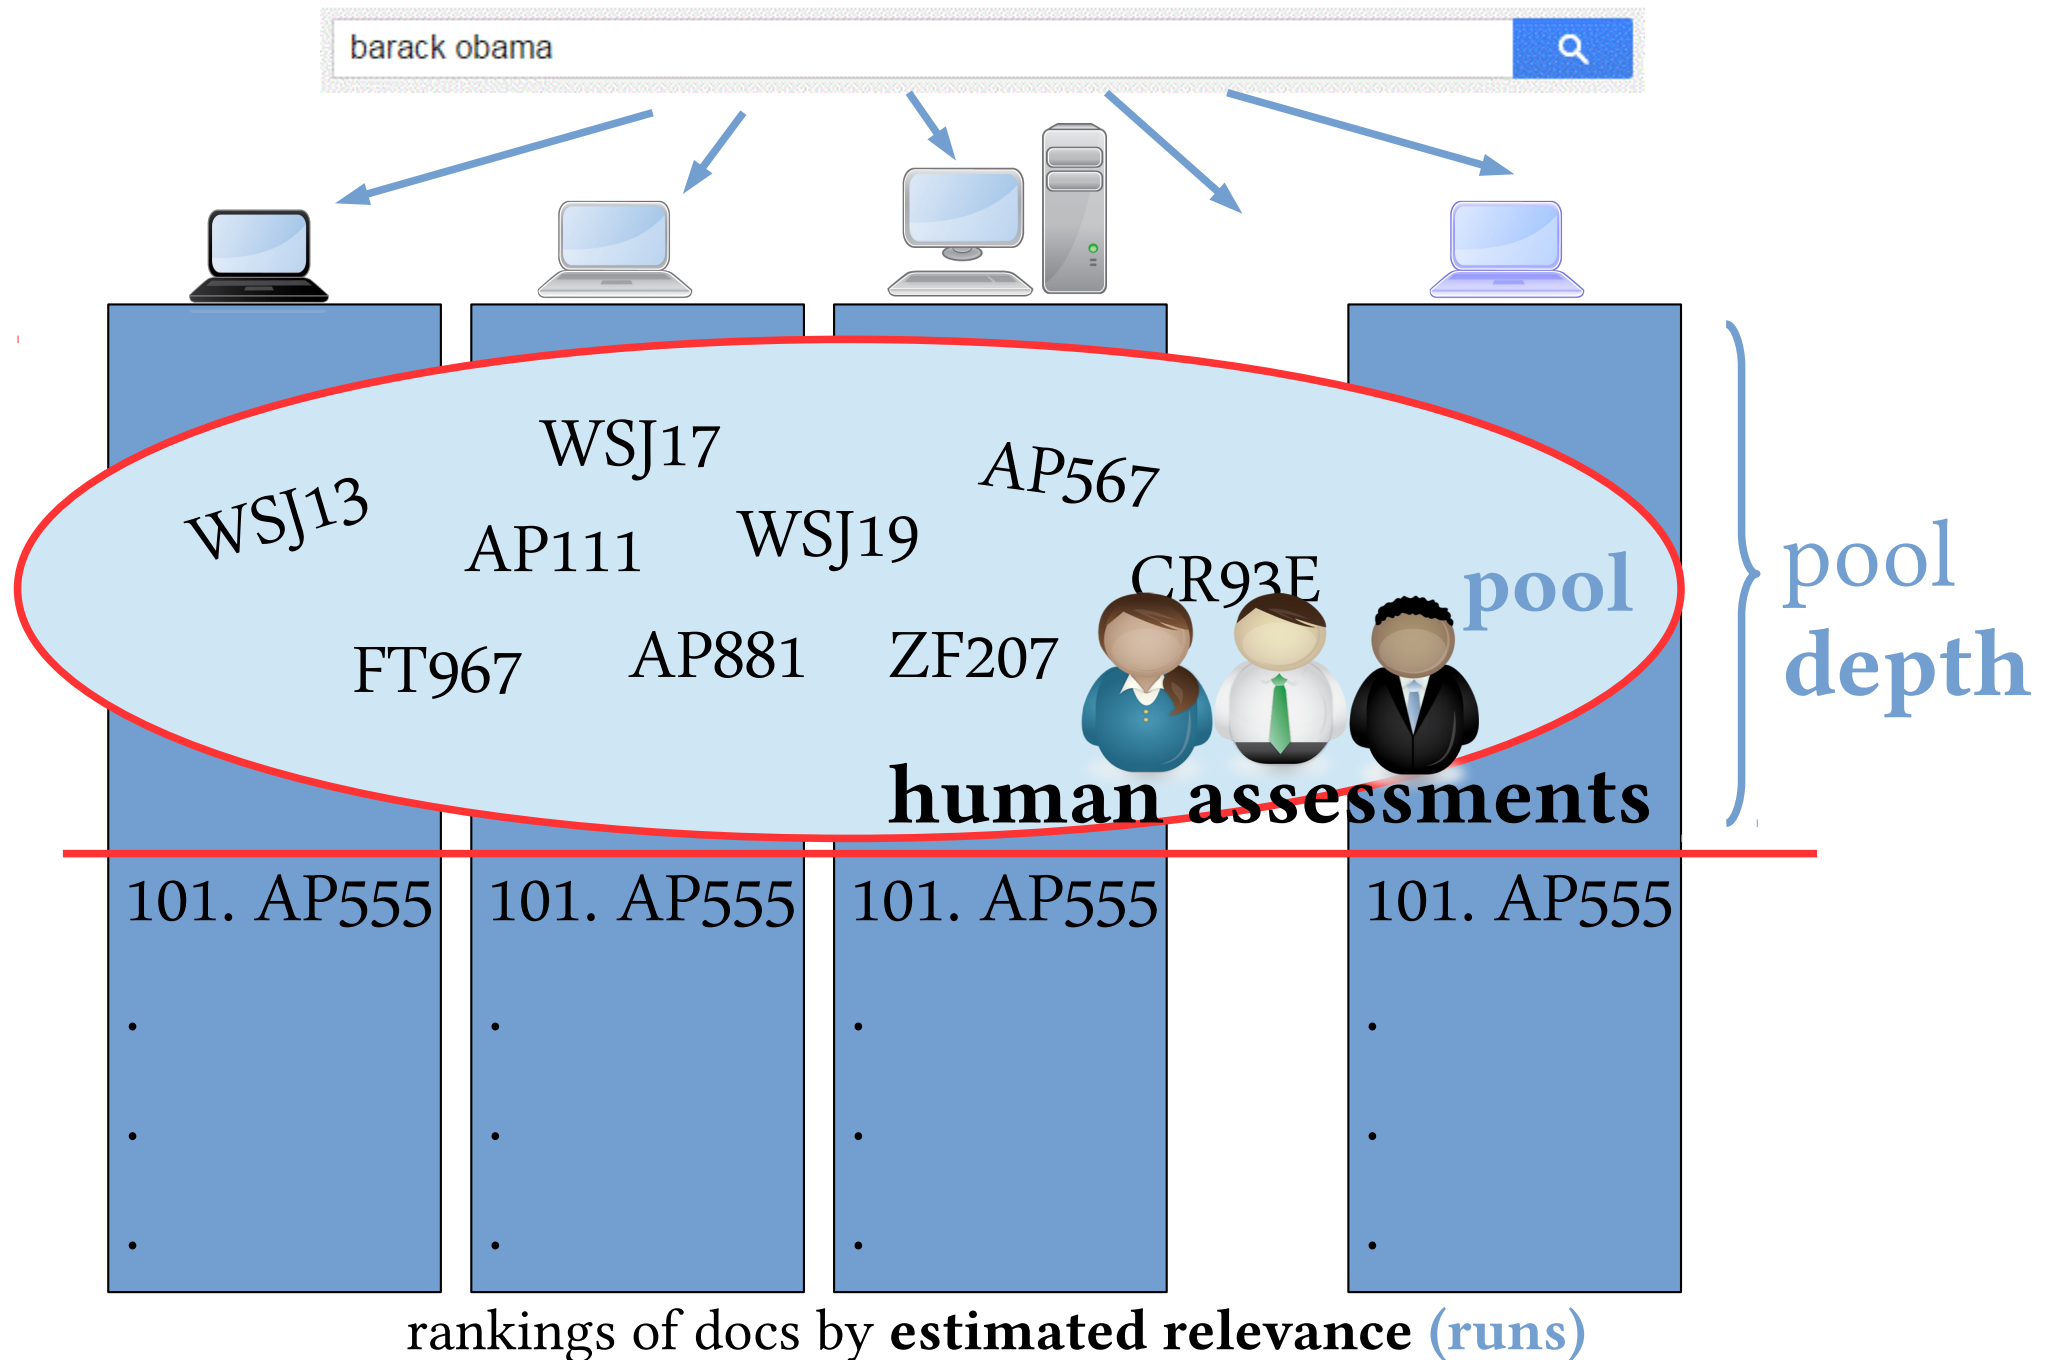 barack obama
WSJ17
AP567
WSJ13
AP111
WSJ19
CR93E
pool
FT967
AP881
ZF207
human assessments
pool
depth
101. AP555
101. AP555
101. AP555
101. AP555
.
.
.
.
.
.
.
.
.
.
.
.
rankings of docs by estimated relevance (runs)